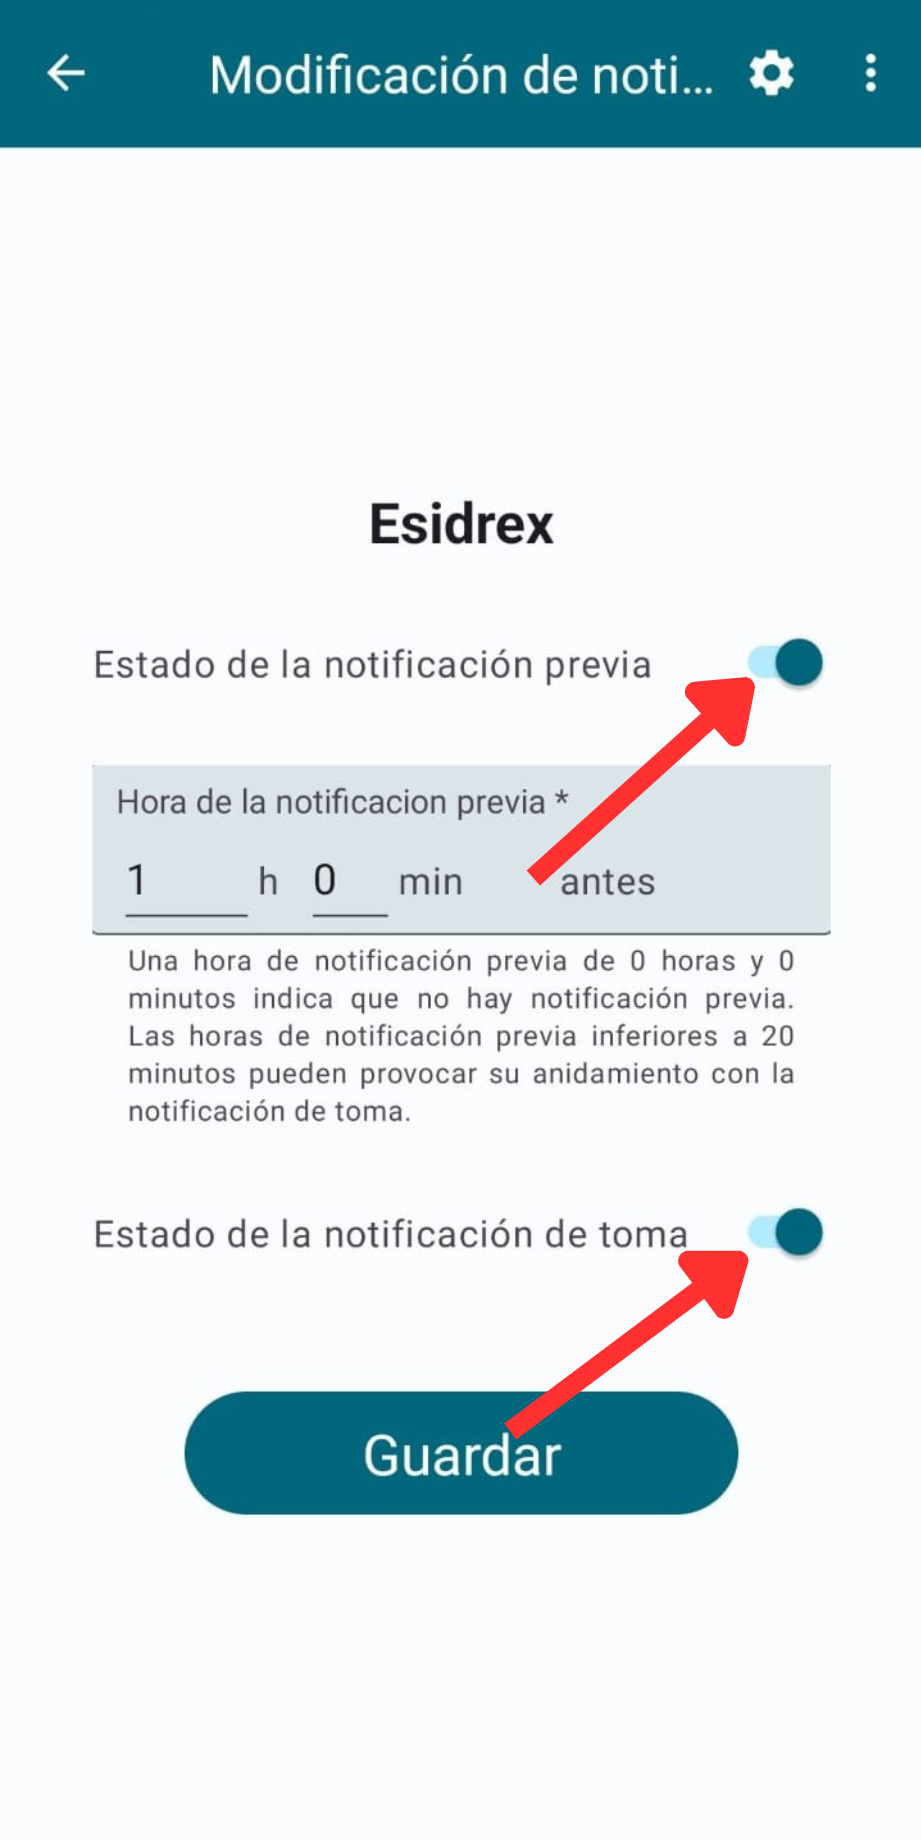 Modificación de noti...
Esidrex
Estado de la notificación previa
Hora de la notificacion previa *
1 h 0 min antes
Una hora de notificación previa de 0 horas y 0
minutos indica que no hay notificación previa.
Las horas de notificación previa inferiores a 20
minutos pueden provocar su anidamiento con la
notificación de toma.
Estado de la notificación de toma
Guardar